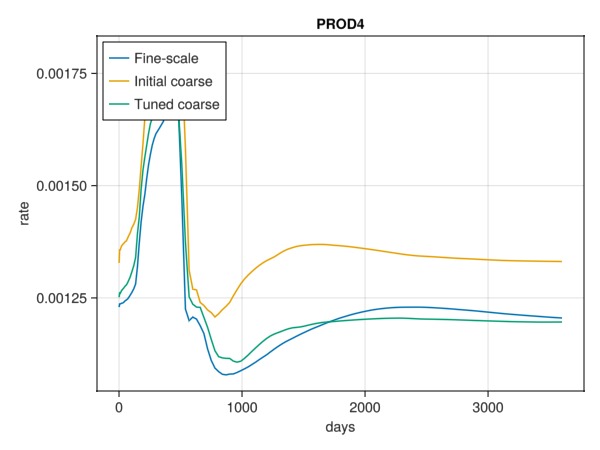 PROD4
Fine-scale
Initial coarse
Tuned coarse
0.00175
0.00150
0.00125
rate
0 1000 2000 3000
days